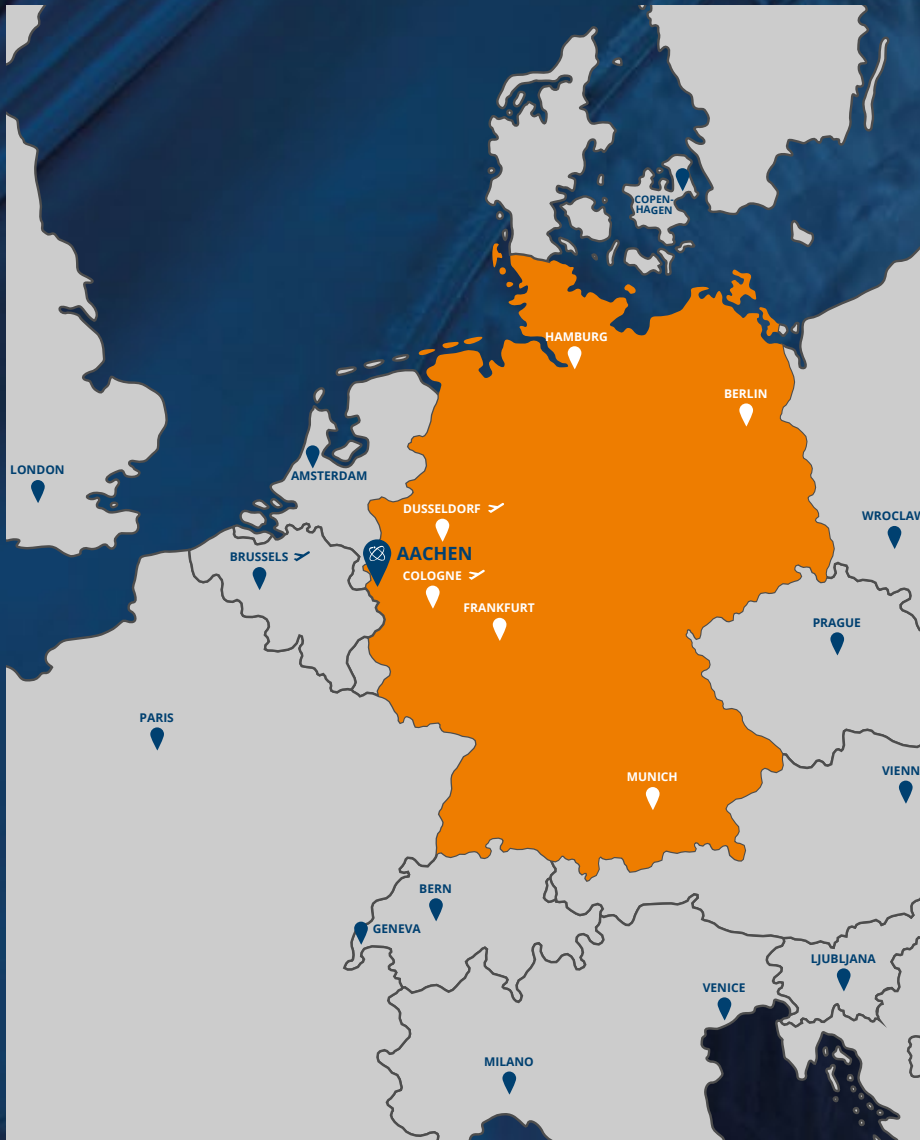 COPEN-
HAGEN
HAMBURG
BERLIN
LONDON
AMSTERDAM
DUSSELDORF
WROCLAW
BRUSSELS
AACHEN
COLOGNE
FRANKFURT
PRAGUE
PARIS
VIENN
MUNICH
BERN
GENEVA
LJUBLJANA
VENICE
MILANO